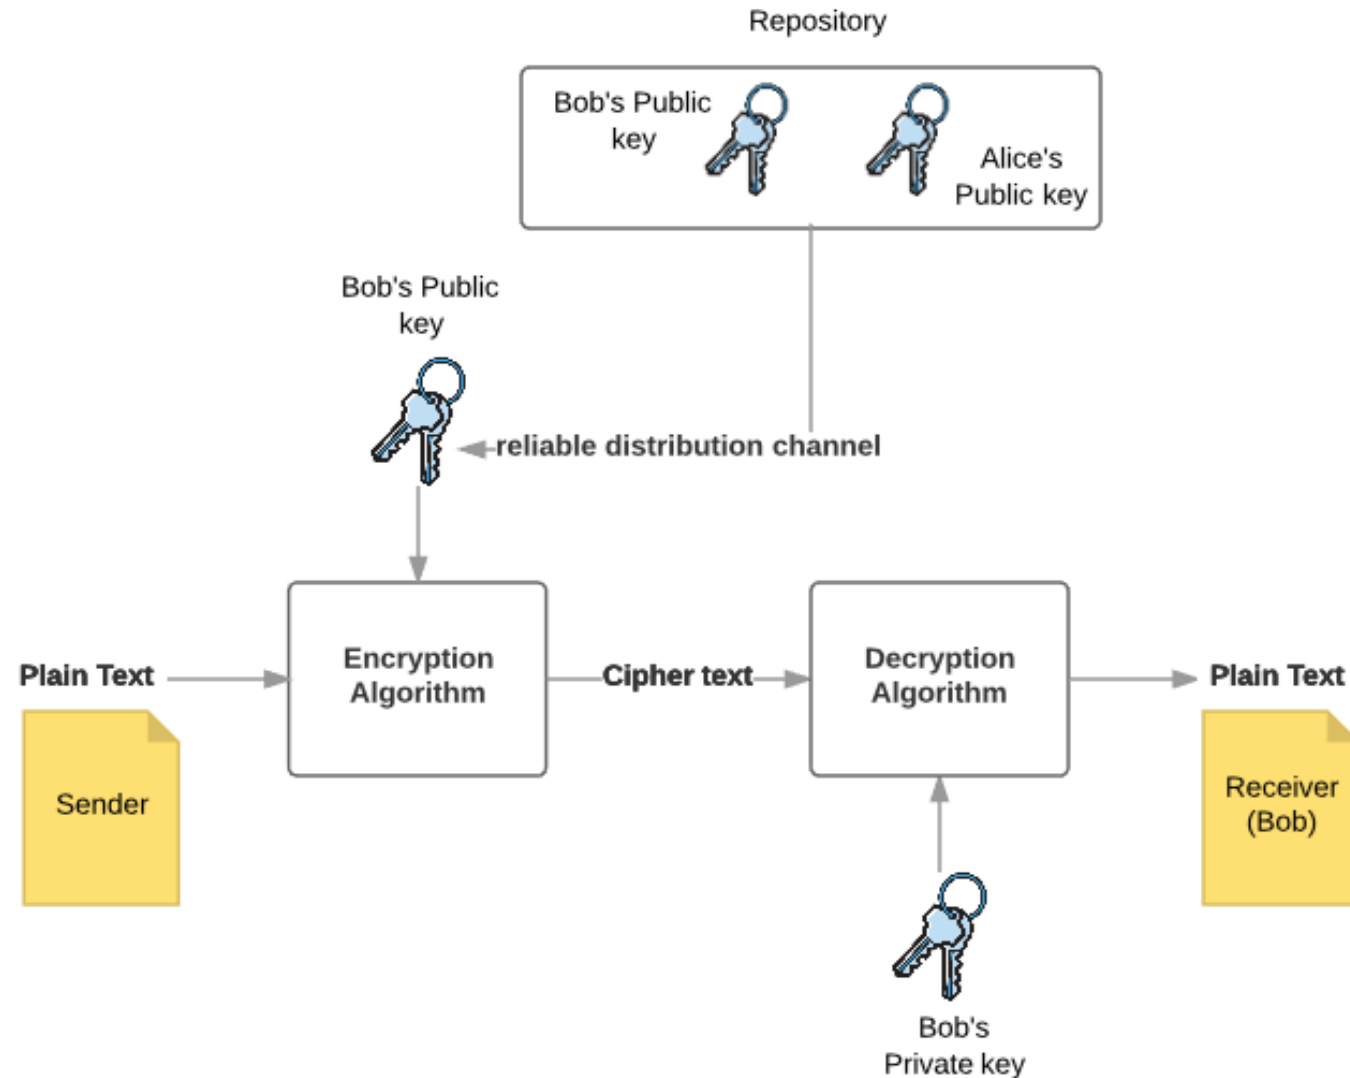 Repository
Bob's Public
key
Alice's
Public key
Bob's Public
key
reliable distribution channel
Plain Text
Encryption
Algorithm
Cipher text
Decryption
Algorithm
Plain Text
Sender
Receiver
(Bob)
Bob's
Private key